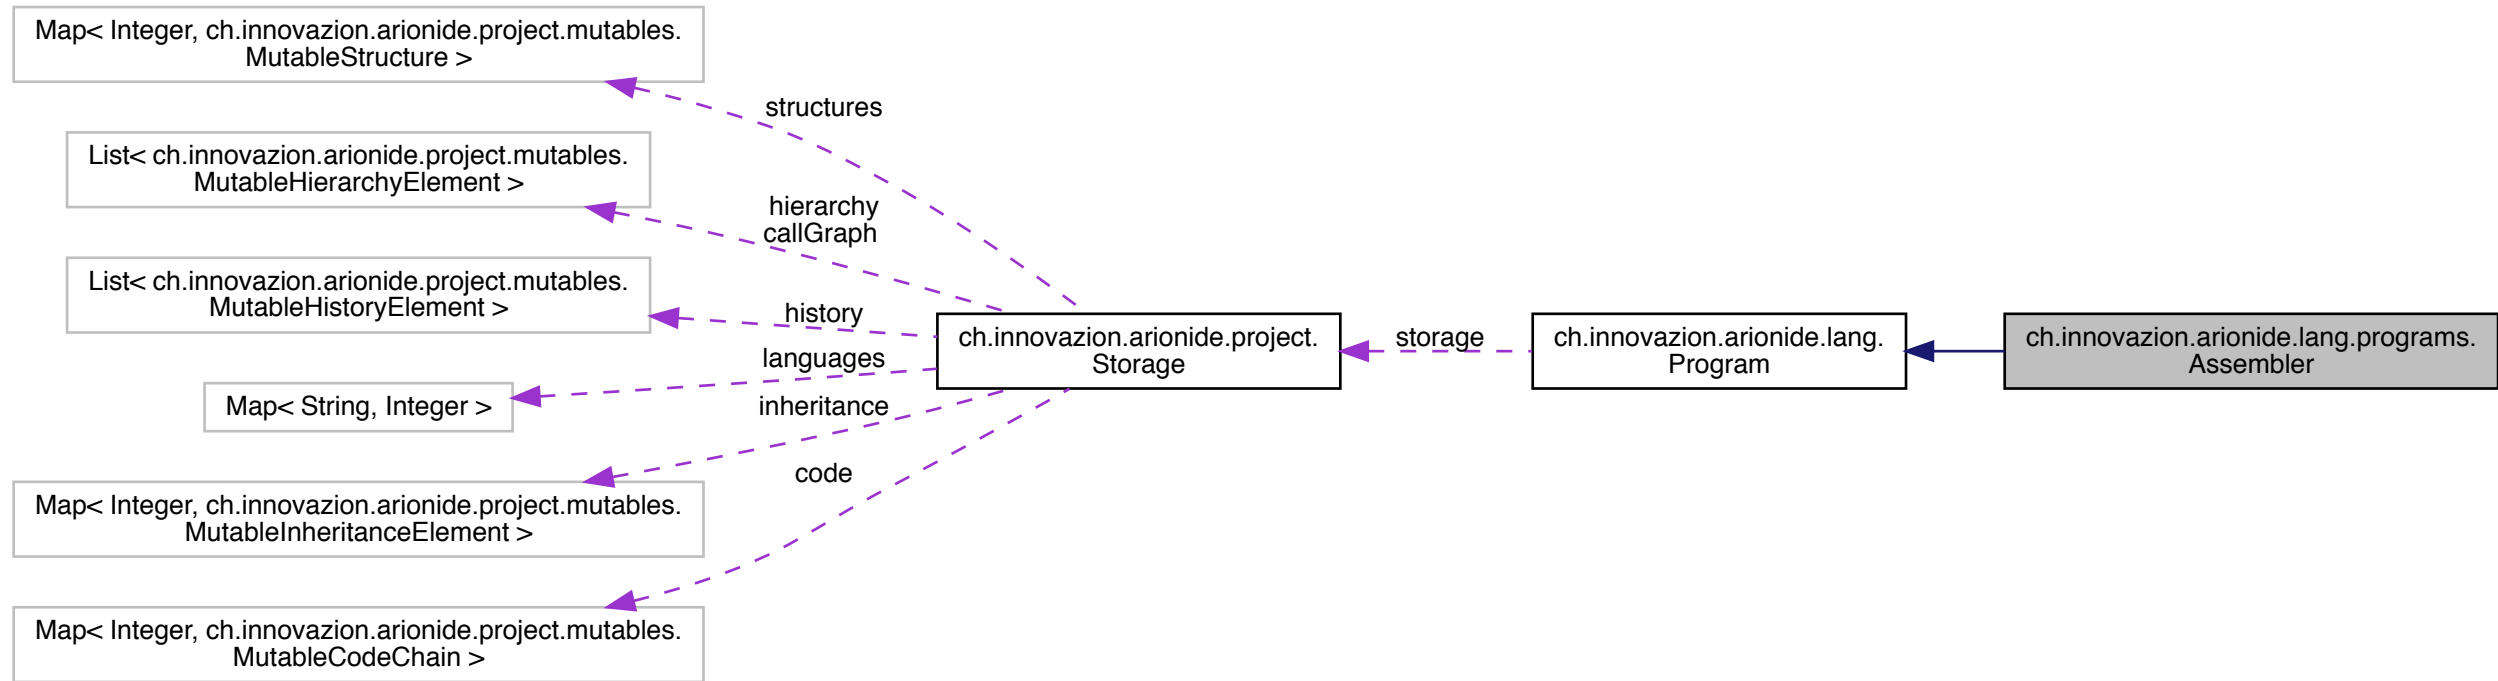 Map< Integer, ch.innovazion.arionide.project.mutables.
MutableStructure >
structures
List< ch.innovazion.arionide.project.mutables.
MutableHierarchyElement >
hierarchy
callGraph
List< ch.innovazion.arionide.project.mutables.
MutableHistoryElement >
history
languages
Map< String, Integer >
inheritance
Map< Integer, ch.innovazion.arionide.project.mutables.
MutableInheritanceElement >
code
Map< Integer, ch.innovazion.arionide.project.mutables.
MutableCodeChain >
ch.innovazion.arionide.project.
Storage
storage
ch.innovazion.arionide.lang.
Program
ch.innovazion.arionide.lang.programs.
Assembler